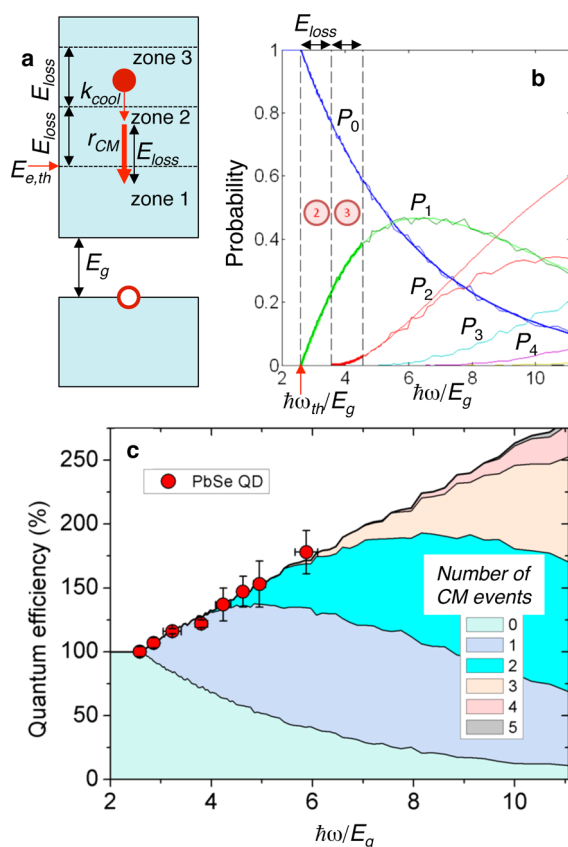 a
zone 3
E_loss
k_cool
zone 2
E_loss
r_CM
E_loss
E_e,th
zone 1
E_g
E_loss
b
1
0.8
0.6
0.4
0.2
0
Probability
P_0
2
3
P_1
P_2
P_3
P_4
2 4 6 8 10
ℏω_th/E_g
ℏω/E_g
c
PbSe QD
250
200
150
100
50
0
Quantum efficiency (%)
Number of
CM events
0
1
2
3
4
5
2 4 6 8 10
ℏω/E_g